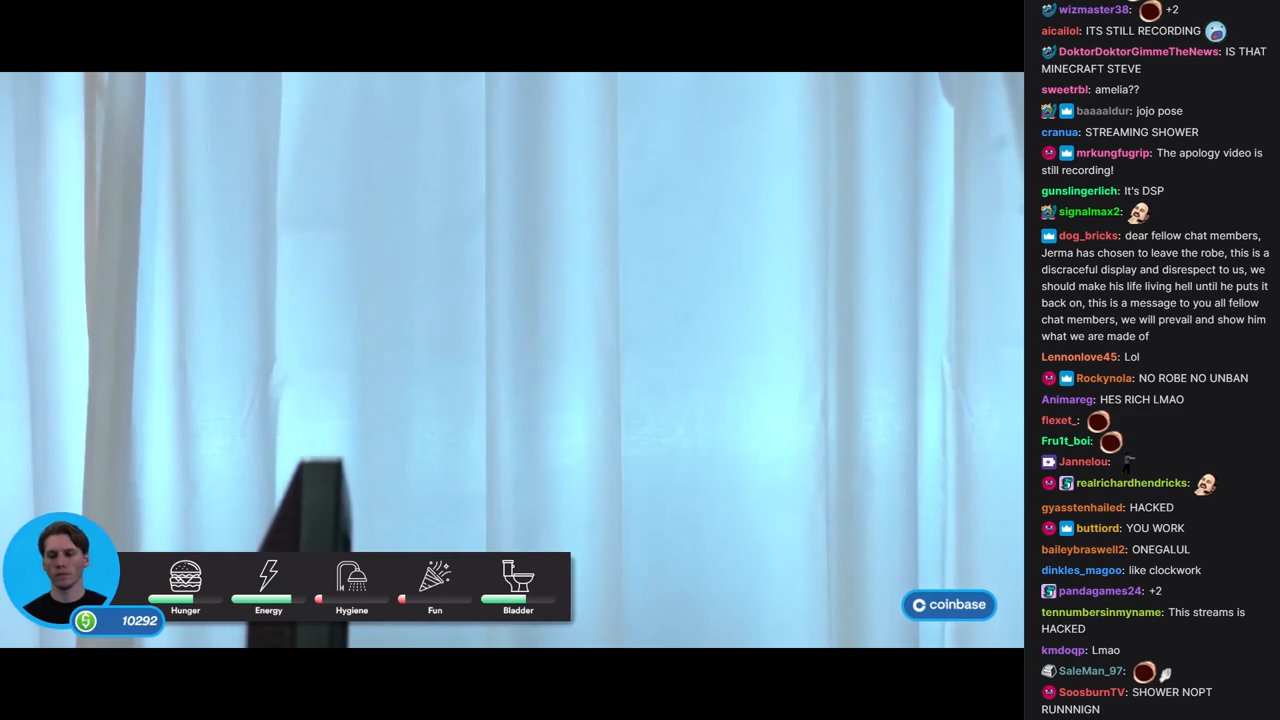 Hunger
Energy
Hygiene
Fun
Bladder
10292
coinbase
wizmaster38: +2
aicailol: ITS STILL RECORDING
DoktorDoktorGimmeTheNews: IS THAT
MINECRAFT STEVE
sweetrbl: amelia??
baaaaldur: jojo pose
cranua: STREAMING SHOWER
mrkungfugrip: The apology video is
still recording!
gunslingerlich: It's DSP
signalmax2:
dog_bricks: dear fellow chat members,
Jerma has chosen to leave the robe, this is a
discraceful display and disrespect to us, we
should make his life living hell until he puts it
back on, this is a message to you all fellow
chat members, we will prevail and show him
what we are made of
Lennonlove45: Lol
Rockynola: NO ROBE NO UNBAN
Animareg: HES RICH LMAO
flexet_:
Fru1t_boi:
Jannelou:
realrichardhendricks:
gyasstenhailed: HACKED
buttiord: YOU WORK
baileybraswell2: ONEGALUL
dinkles_magoo: like clockwork
pandagames24: +2
tennumbersinmyname: This streams is
HACKED
kmdoqp: Lmao
SaleMan_97:
SoosburnTV: SHOWER NOPT
RUNNNIGN